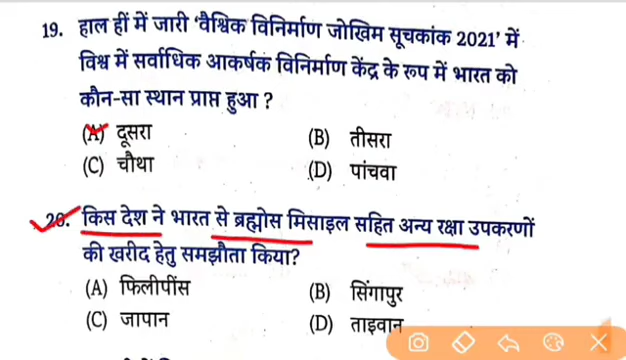 19. हाल हीं में जारी 'वैश्विक विनिर्माण जोखिम सूचकांक 2021' में
विश्व में सर्वाधिक आकर्षक विनिर्माण केंद्र के रूप में भारत को
कौन-सा स्थान प्राप्त हुआ ?
(A) दूसरा (B) तीसरा
(C) चौथा (D) पांचवा
20. किस देश ने भारत से ब्रह्मोस मिसाइल सहित अन्य रक्षा उपकरणों
की खरीद हेतु समझौता किया?
(A) फिलीपींस (B) सिंगापुर
(C) जापान (D) ताइवान